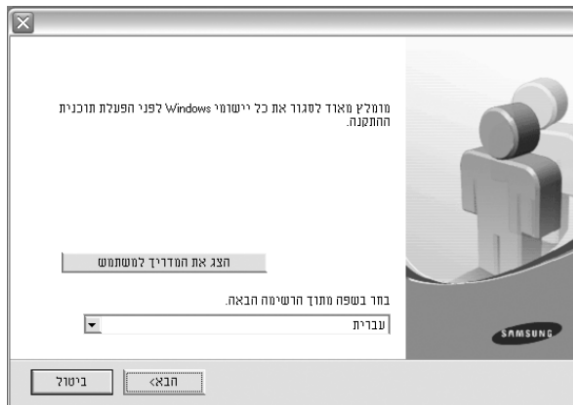 מומלץ מאוד לסגור את כל יישומי Windows לפני הפעלת תוכנית
ההתקנה.
הצג את המדריך למשתמש
בחר בשפה מתוך הרשימה הבאה.
עברית
SAMSUNG
הבא>
ביטול